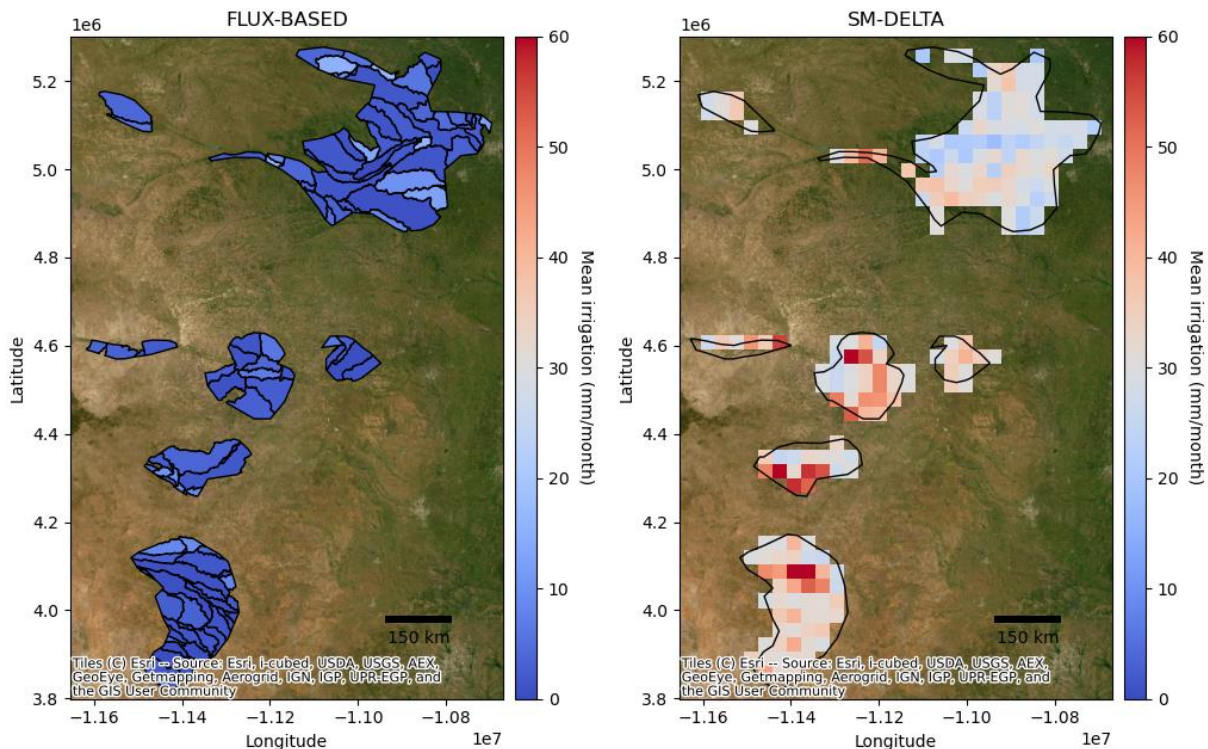 FLUX-BASED
1e6
5.2
5.0
4.8
4.6
4.4
4.2
4.0
3.8
Latitude
−1.16
−1.14
−1.12
−1.10
−1.08
1e7
Longitude
150 km
Tiles (C) Esri -- Source: Esri, i-cubed, USDA, USGS, AEX,
GeoEye, Getmapping, Aerogrid, IGN, IGP, UPR-EGP, and
the GIS User Community
60
50
40
30
20
10
0
Mean irrigation (mm/month)
SM-DELTA
1e6
5.2
5.0
4.8
4.6
4.4
4.2
4.0
3.8
Latitude
−1.16
−1.14
−1.12
−1.10
−1.08
1e7
Longitude
150 km
Tiles (C) Esri -- Source: Esri, i-cubed, USDA, USGS, AEX,
GeoEye, Getmapping, Aerogrid, IGN, IGP, UPR-EGP, and
the GIS User Community
60
50
40
30
20
10
0
Mean irrigation (mm/month)